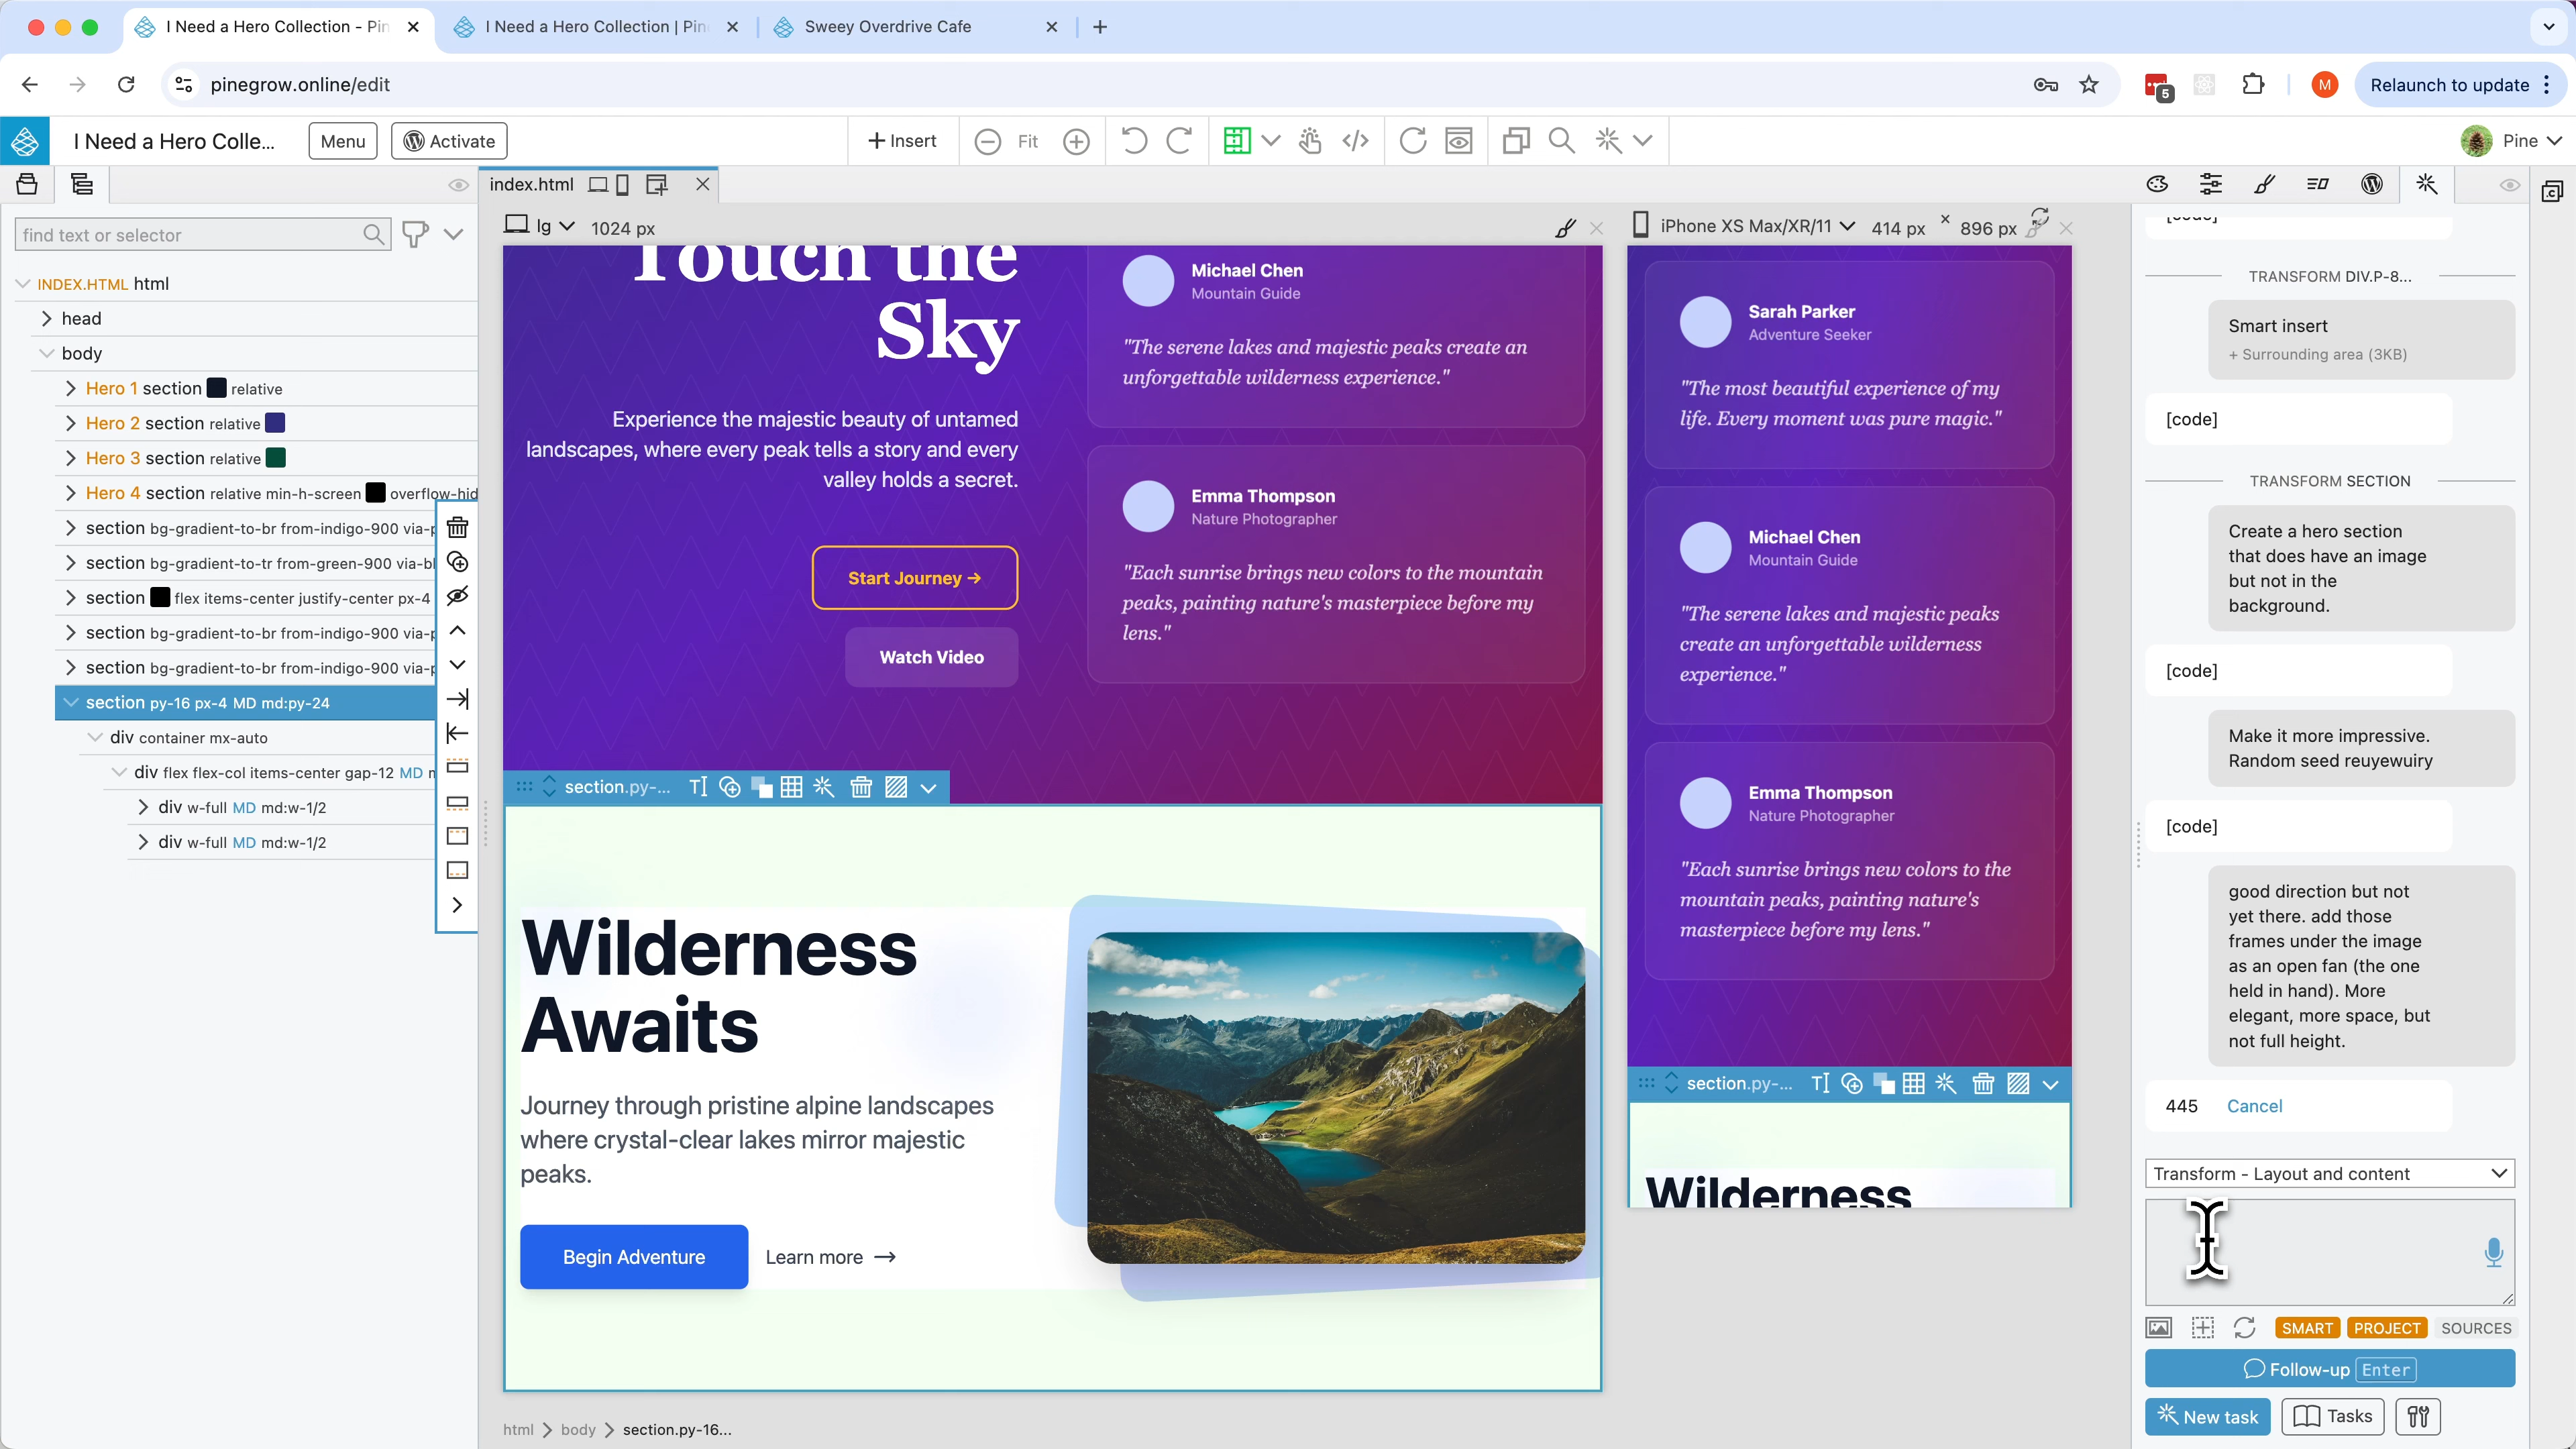 I Need a Hero Collection - Pin
I Need a Hero Collection | Pin
Sweey Overdrive Cafe
pinegrow.online/edit
5
M
Relaunch to update
I Need a Hero Colle...
Menu
Activate
Insert
Fit
Pine
index.html
find text or selector
lg
1024 px
iPhone XS Max/XR/11
414 px
×
896 px
INDEX.HTML html
head
body
Hero 1 section relative
Hero 2 section relative
Hero 3 section relative
Hero 4 section relative min-h-screen overflow-hid
section bg-gradient-to-br from-indigo-900 via-p
section bg-gradient-to-tr from-green-900 via-bl
section flex items-center justify-center px-4
section bg-gradient-to-br from-indigo-900 via-p
section bg-gradient-to-br from-indigo-900 via-p
section py-16 px-4 MD md:py-24
div container mx-auto
div flex flex-col items-center gap-12 MD m
div w-full MD md:w-1/2
div w-full MD md:w-1/2
Touch the
Sky
Experience the majestic beauty of untamed
landscapes, where every peak tells a story and every
valley holds a secret.
Start Journey →
Watch Video
Michael Chen
Mountain Guide
"The serene lakes and majestic peaks create an
unforgettable wilderness experience."
Emma Thompson
Nature Photographer
"Each sunrise brings new colors to the mountain
peaks, painting nature's masterpiece before my
lens."
section.py-...
Wilderness
Awaits
Journey through pristine alpine landscapes
where crystal-clear lakes mirror majestic
peaks.
Begin Adventure
Learn more →
html
body
section.py-16...
Sarah Parker
Adventure Seeker
"The most beautiful experience of my
life. Every moment was pure magic."
Michael Chen
Mountain Guide
"The serene lakes and majestic peaks
create an unforgettable wilderness
experience."
Emma Thompson
Nature Photographer
"Each sunrise brings new colors to the
mountain peaks, painting nature's
masterpiece before my lens."
section.py-...
Wilderness
[code]
TRANSFORM DIV.P-8...
Smart insert
+ Surrounding area (3KB)
[code]
TRANSFORM SECTION
Create a hero section
that does have an image
but not in the
background.
[code]
Make it more impressive.
Random seed reuyewuiry
[code]
good direction but not
yet there. add those
frames under the image
as an open fan (the one
held in hand). More
elegant, more space, but
not full height.
445
Cancel
Transform - Layout and content
SMART
PROJECT
SOURCES
Follow-up Enter
New task
Tasks